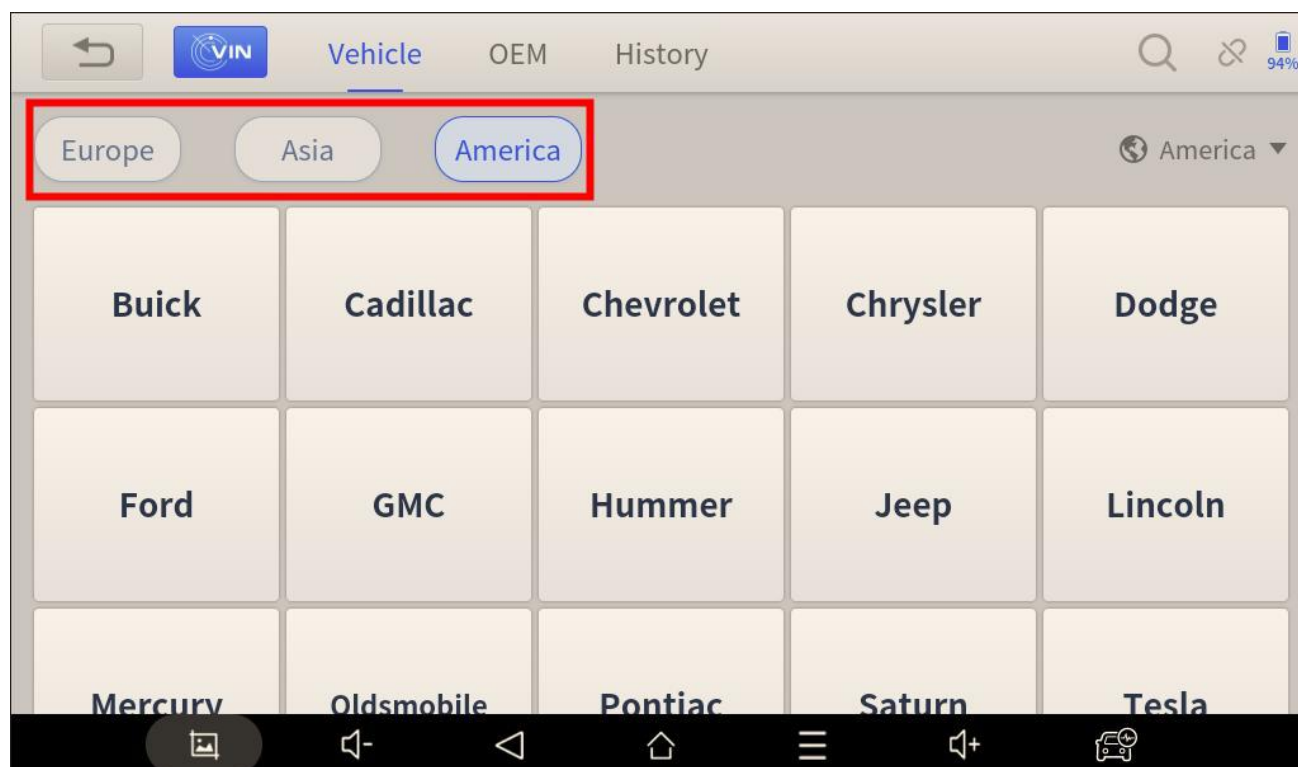 VIN Vehicle OEM History 94%
Europe Asia America America
Buick Cadillac Chevrolet Chrysler Dodge
Ford GMC Hummer Jeep Lincoln
Mercury Oldsmobile Pontiac Saturn Tesla